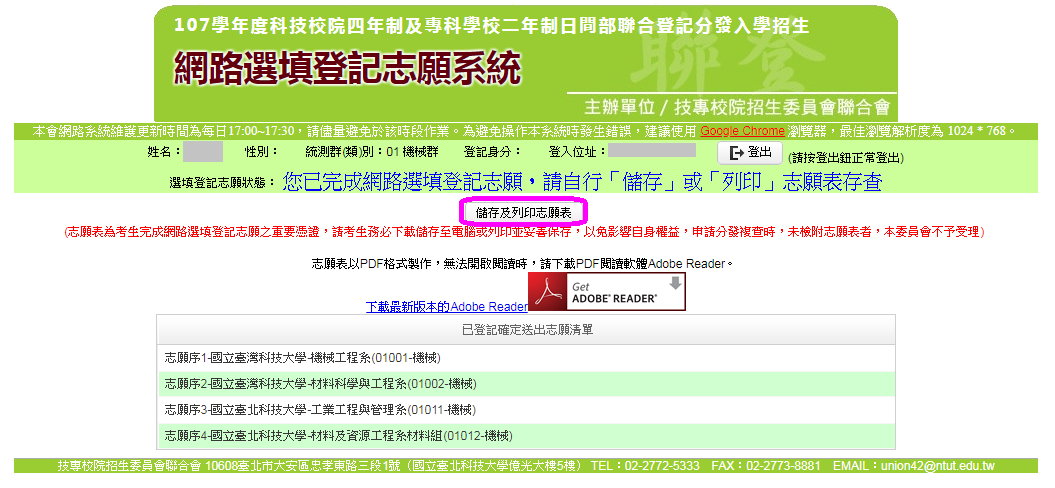 107學年度科技校院四年制及專科學校二年制日間部聯合登記分發入學招生
聯登
網路選填登記志願系統
主辦單位 / 技專校院招生委員會聯合會
本會網路系統維護更新時間為每日17:00~17:30，請儘量避免於該時段作業。為避免操作本系統時發生錯誤，建議使用 Google Chrome 瀏覽器，最佳瀏覽解析度為 1024 * 768。
姓名： 性別： 統測群(類)別：01 機械群 登記身分： 登入位址： 登出 (請按登出鈕正常登出)
選填登記志願狀態： 您已完成網路選填登記志願，請自行「儲存」或「列印」志願表存查
儲存及列印志願表
(志願表為考生完成網路選填登記志願之重要憑證，請考生務必下載儲存至電腦或列印並妥善保存，以免影響自身權益，申請分發複查時，未檢附志願表者，本委員會不予受理)
志願表以PDF格式製作，無法開啟閱讀時，請下載PDF閱讀軟體Adobe Reader。
Get
ADOBE® READER®
下載最新版本的Adobe Reader
已登記確定送出志願清單
志願序1-國立臺灣科技大學-機械工程系(01001-機械)
志願序2-國立臺灣科技大學-材料科學與工程系(01002-機械)
志願序3-國立臺北科技大學-工業工程與管理系(01011-機械)
志願序4-國立臺北科技大學-材料及資源工程系材料組(01012-機械)
技專校院招生委員會聯合會 10608臺北市大安區忠孝東路三段1號（國立臺北科技大學億光大樓5樓） TEL：02-2772-5333 FAX：02-2773-8881 EMAIL：union42@ntut.edu.tw